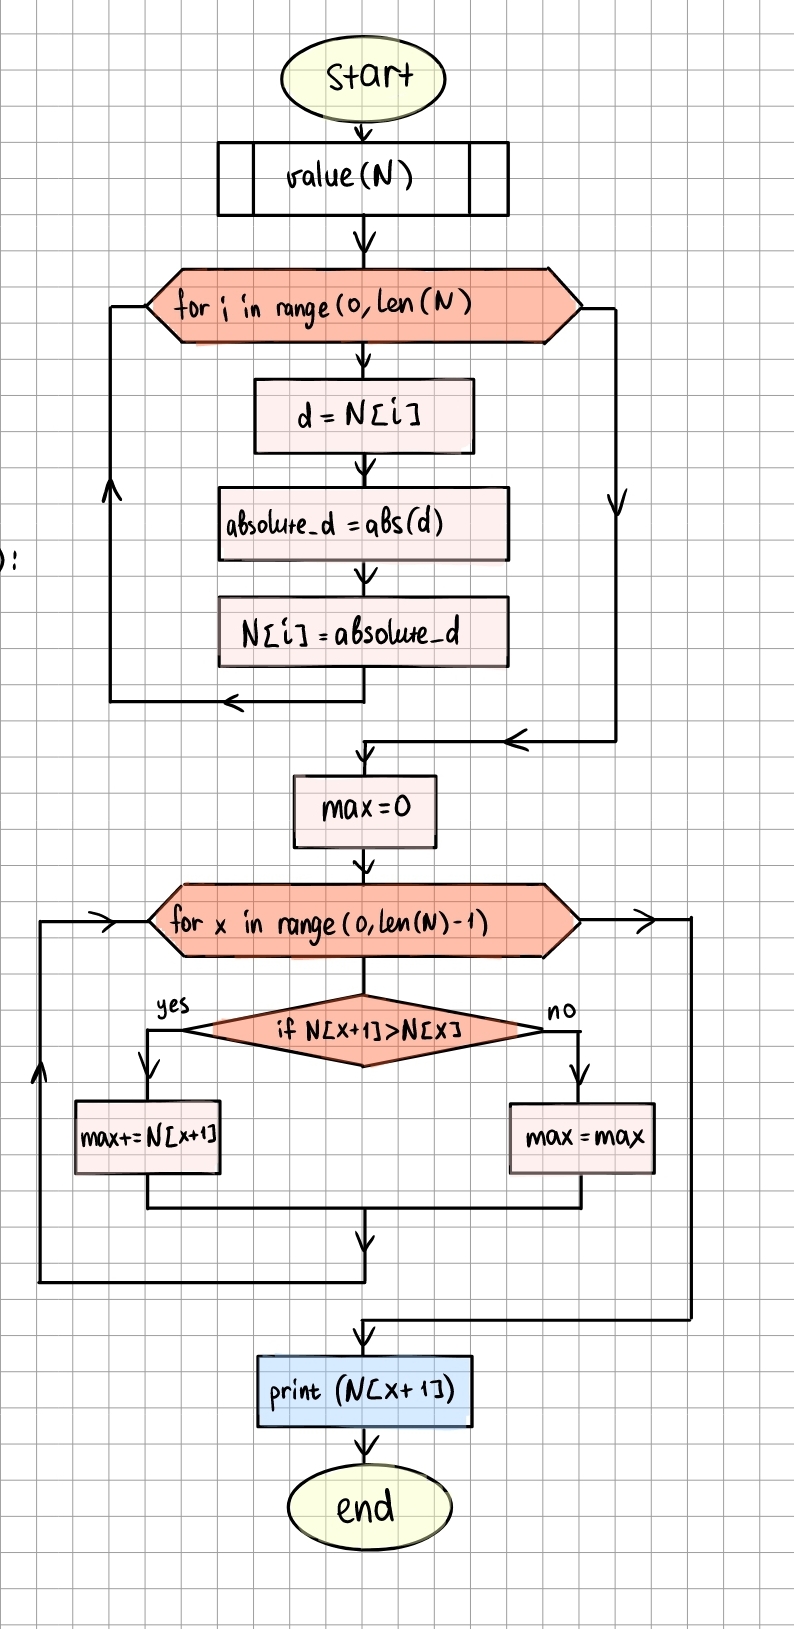 start
value(N)
for i in range(0,len(N)
d = N[i]
absolute_d = abs(d)
):
N[i] = absolute_d
max = 0
for x in range (0,len(N)-1)
yes
no
if N[x+1]>N[x]
max+=N[x+1]
max = max
print (N[x+1])
end